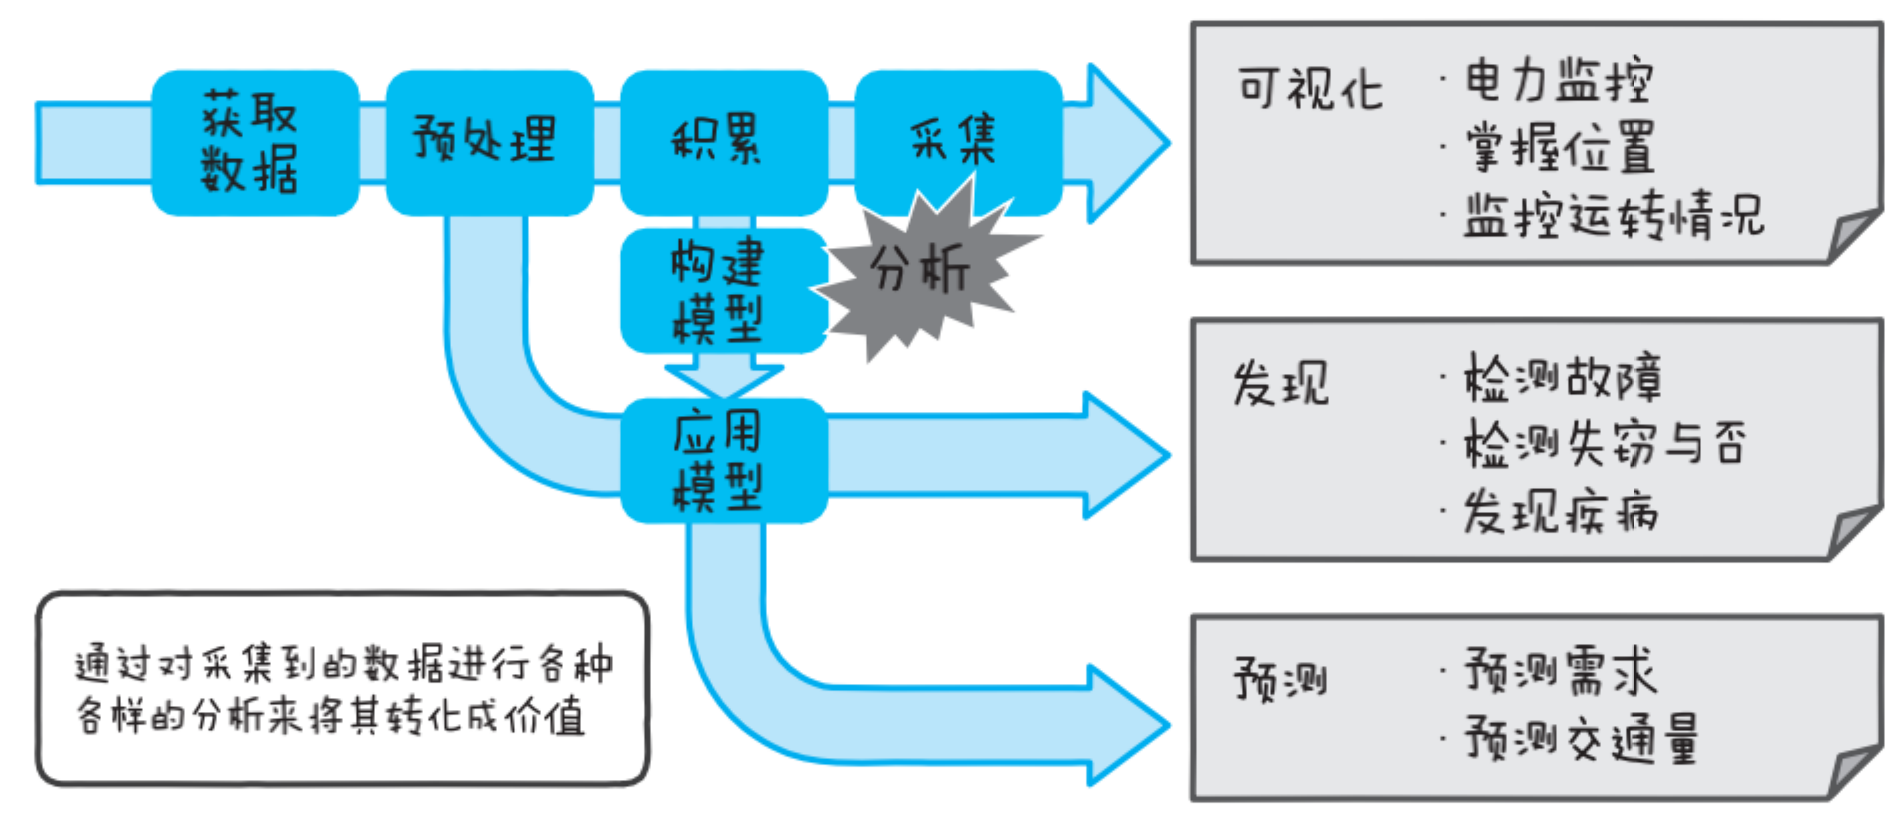 获取
数据
预处理
积累
采集
分析
构建
模型
应用
模型
可视化
·电力监控
·掌握位置
·监控运转情况
发现
·检测故障
·检测失窃与否
·发现疾病
预测
·预测需求
·预测交通量
通过对采集到的数据进行各种
各样的分析来将其转化成价值